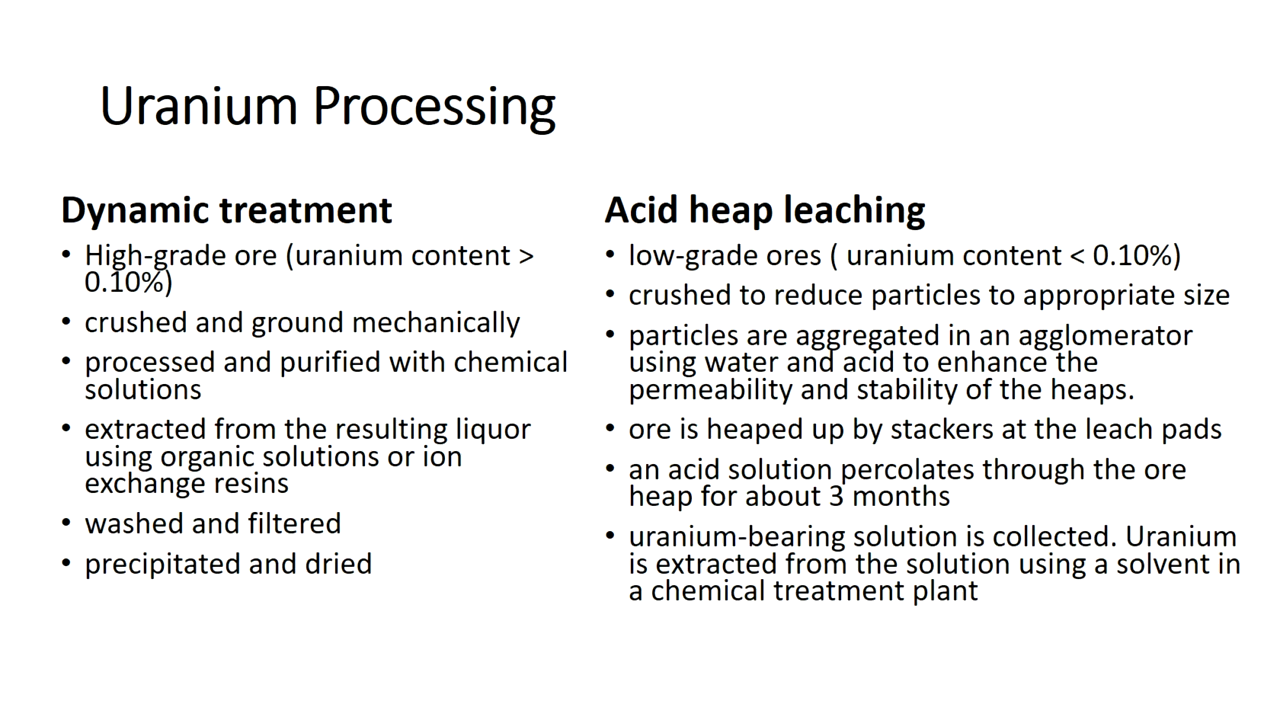 Uranium Processing
Dynamic treatment
• High-grade ore (uranium content >
0.10%)
• crushed and ground mechanically
• processed and purified with chemical
solutions
• extracted from the resulting liquor
using organic solutions or ion
exchange resins
• washed and filtered
• precipitated and dried
Acid heap leaching
• low-grade ores ( uranium content < 0.10%)
• crushed to reduce particles to appropriate size
• particles are aggregated in an agglomerator
using water and acid to enhance the
permeability and stability of the heaps.
• ore is heaped up by stackers at the leach pads
• an acid solution percolates through the ore
heap for about 3 months
• uranium-bearing solution is collected. Uranium
is extracted from the solution using a solvent in
a chemical treatment plant